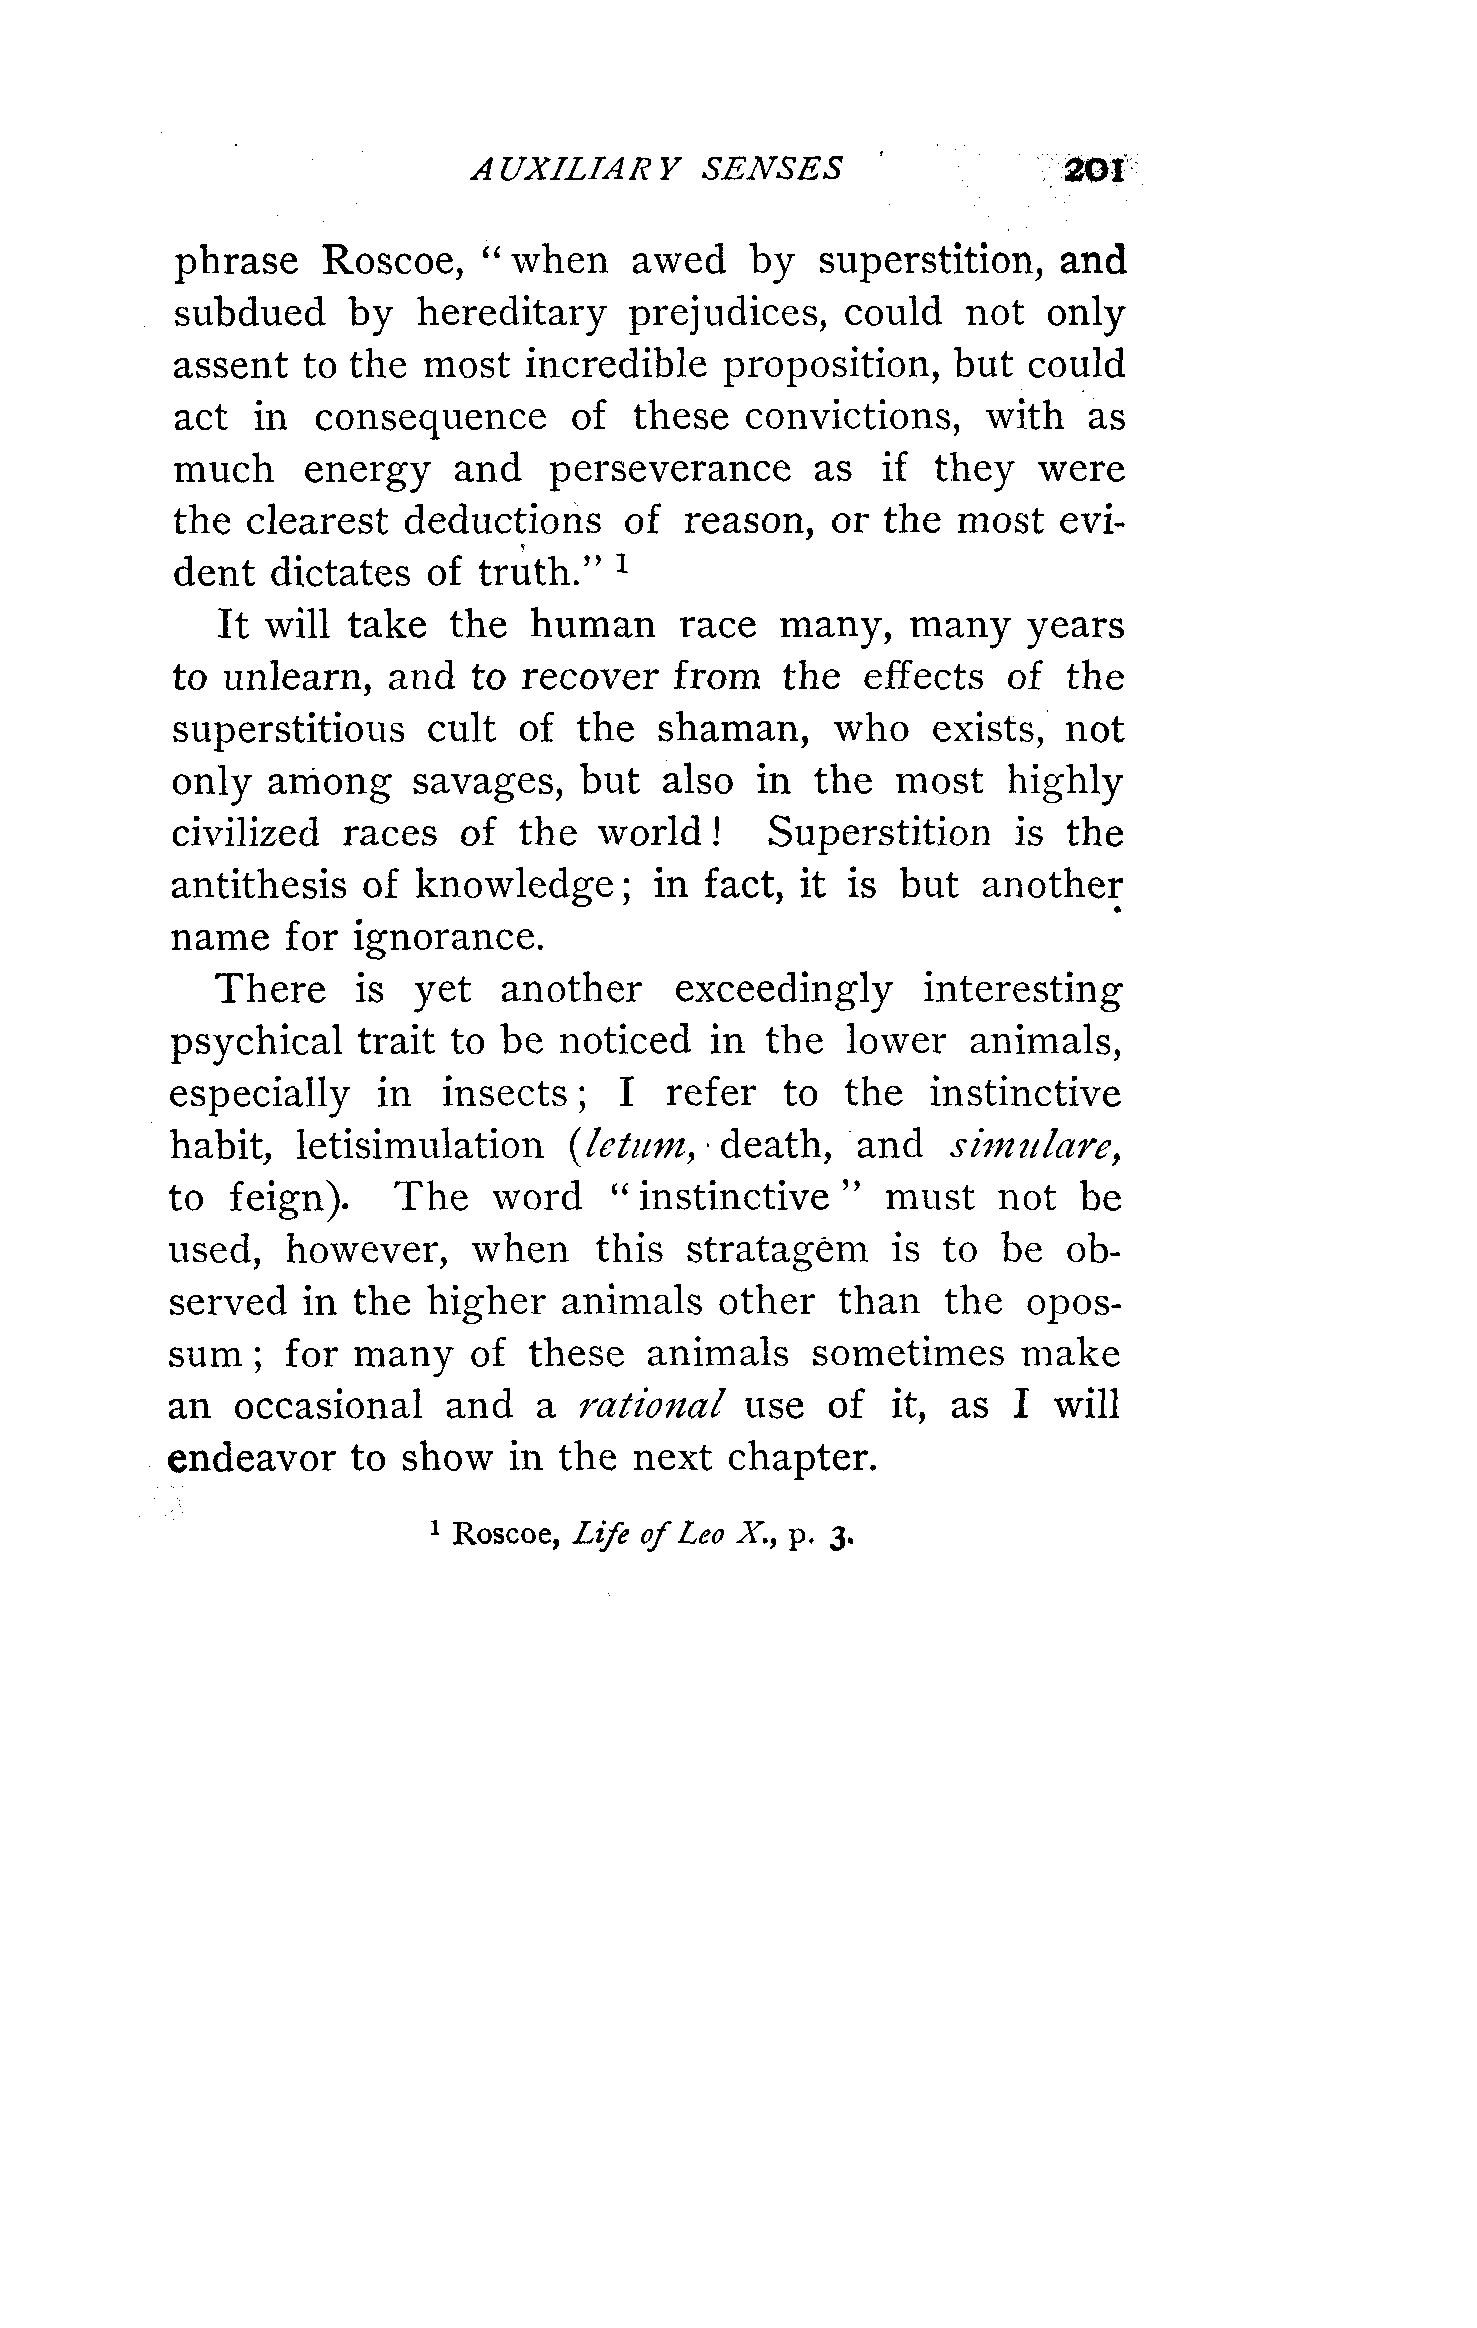 AUXILIARY SENSES 201
phrase Roscoe, "when awed by superstition, and
subdued by hereditary prejudices, could not only
assent to the most incredible proposition, but could
act in consequence of these convictions, with as
much energy and perseverance as if they were
the clearest deductions of reason, or the most evi-
dent dictates of truth." 1
It will take the human race many, many years
to unlearn, and to recover from the effects of the
superstitious cult of the shaman, who exists, not
only among savages, but also in the most highly
civilized races of the world! Superstition is the
antithesis of knowledge; in fact, it is but another
name for ignorance.
There is yet another exceedingly interesting
psychical trait to be noticed in the lower animals,
especially in insects; I refer to the instinctive
habit, letisimulation (letum, death, and simulare,
to feign). The word "instinctive" must not be
used, however, when this stratagem is to be ob-
served in the higher animals other than the opos-
sum; for many of these animals sometimes make
an occasional and a rational use of it, as I will
endeavor to show in the next chapter.
1 Roscoe, Life of Leo X., p. 3.